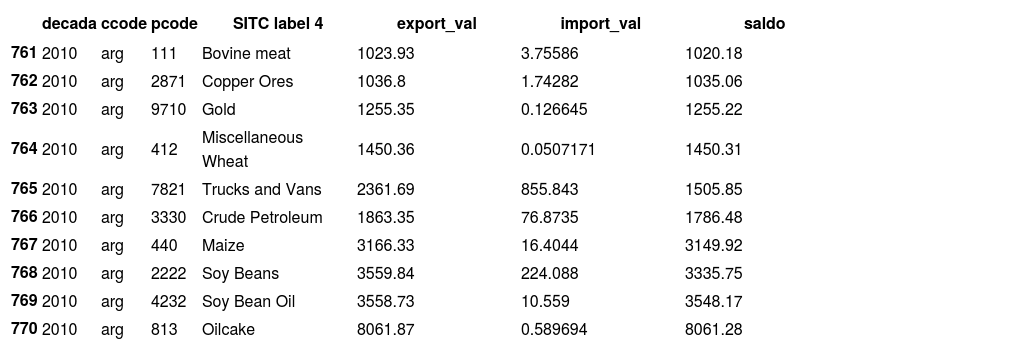 decada ccode pcode SITC label 4 export_val import_val saldo
761 2010 arg 111 Bovine meat 1023.93 3.75586 1020.18
762 2010 arg 2871 Copper Ores 1036.8 1.74282 1035.06
763 2010 arg 9710 Gold 1255.35 0.126645 1255.22
764 2010 arg 412 Miscellaneous Wheat 1450.36 0.0507171 1450.31
765 2010 arg 7821 Trucks and Vans 2361.69 855.843 1505.85
766 2010 arg 3330 Crude Petroleum 1863.35 76.8735 1786.48
767 2010 arg 440 Maize 3166.33 16.4044 3149.92
768 2010 arg 2222 Soy Beans 3559.84 224.088 3335.75
769 2010 arg 4232 Soy Bean Oil 3558.73 10.559 3548.17
770 2010 arg 813 Oilcake 8061.87 0.589694 8061.28